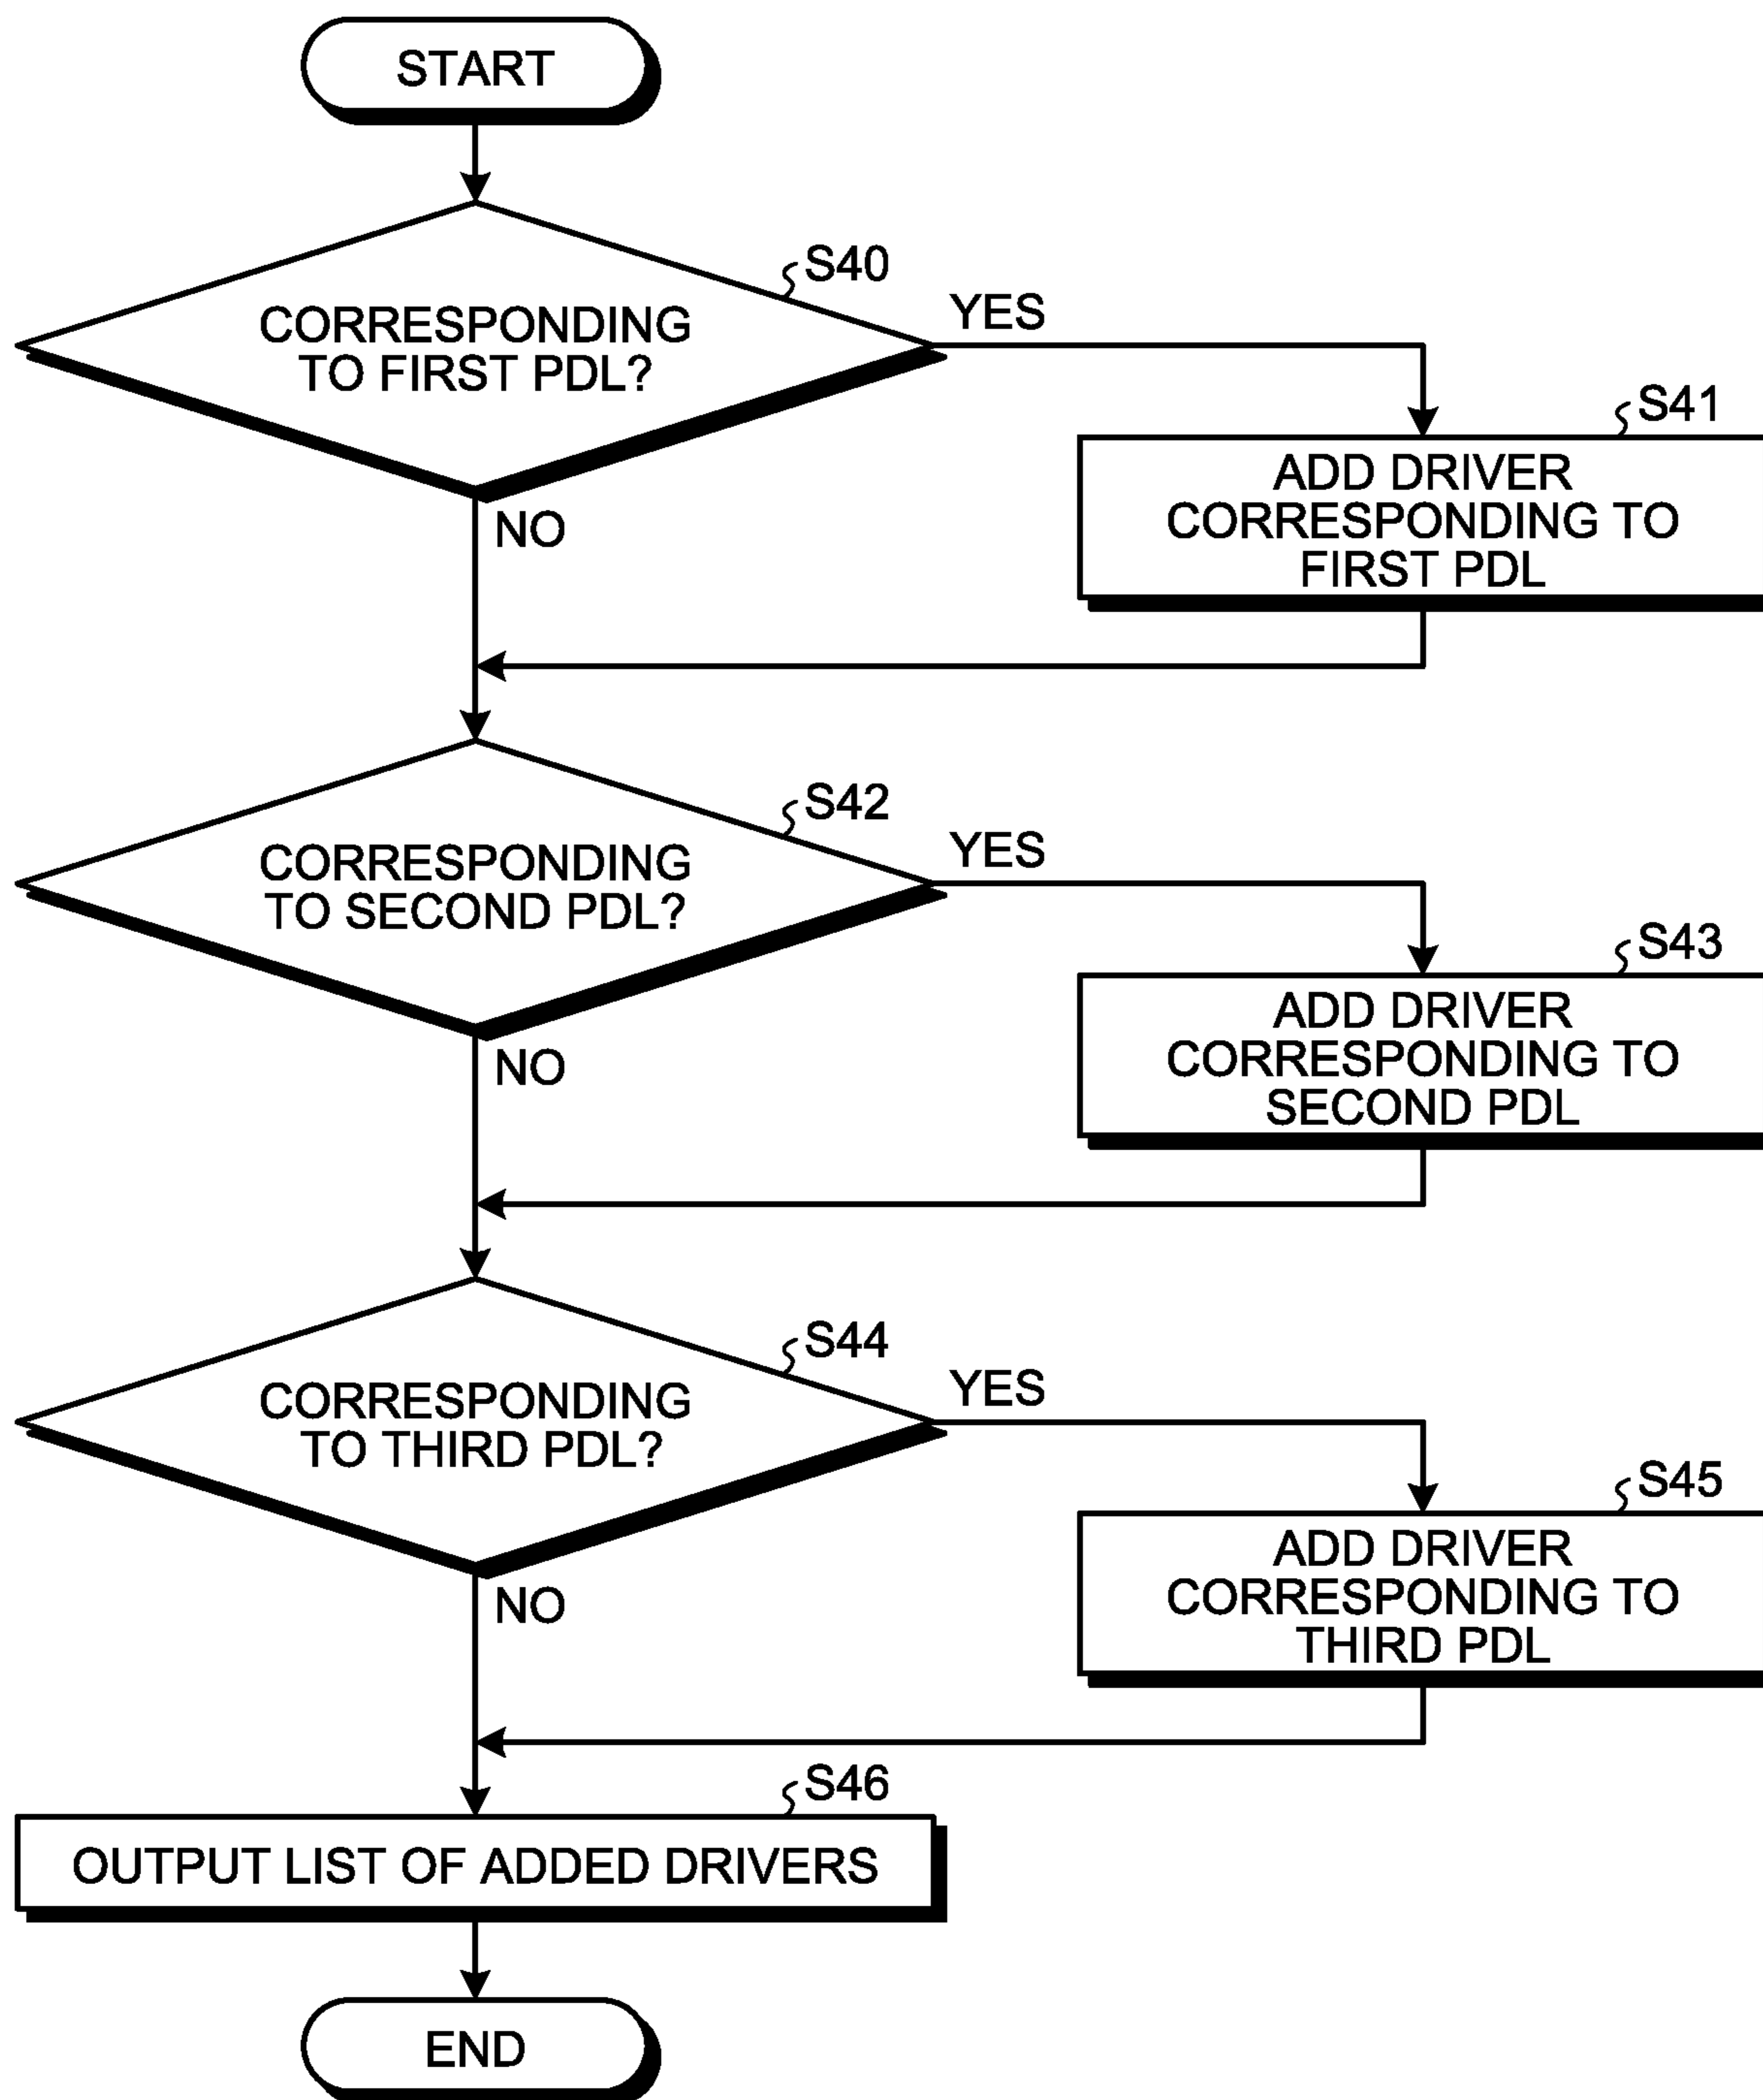 START
S40
CORRESPONDING
TO FIRST PDL?
YES
NO
S41
ADD DRIVER
CORRESPONDING TO
FIRST PDL
S42
CORRESPONDING
TO SECOND PDL?
YES
NO
S43
ADD DRIVER
CORRESPONDING TO
SECOND PDL
S44
CORRESPONDING
TO THIRD PDL?
YES
NO
S45
ADD DRIVER
CORRESPONDING TO
THIRD PDL
S46
OUTPUT LIST OF ADDED DRIVERS
END